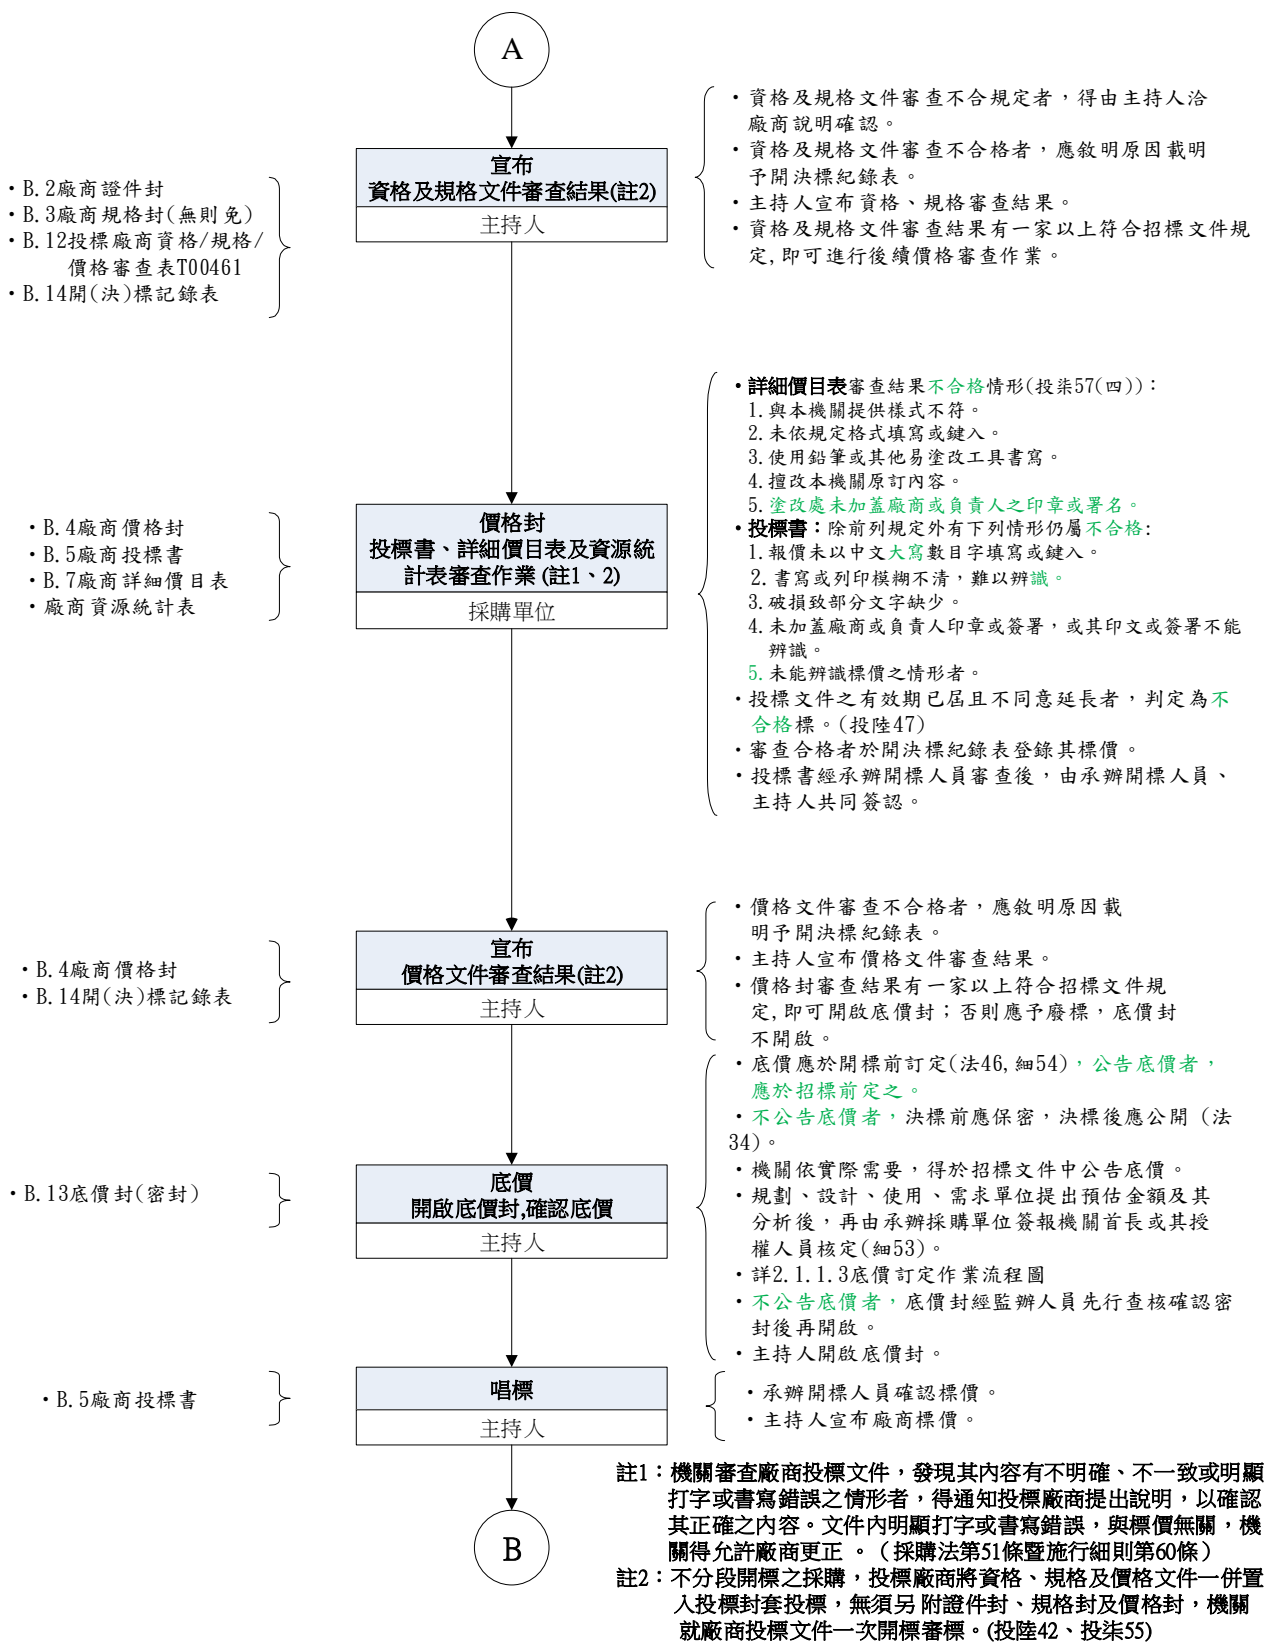 A
宣布
資格及規格文件審查結果(註2)
主持人
・B.2廠商證件封
・B.3廠商規格封(無則免)
・B.12投標廠商資格/規格/
價格審查表T00461
・B.14開(決)標記錄表
・資格及規格文件審查不合規定者，得由主持人洽
廠商說明確認。
・資格及規格文件審查不合格者，應敘明原因載明
予開決標紀錄表。
・主持人宣布資格、規格審查結果。
・資格及規格文件審查結果有一家以上符合招標文件規
定,即可進行後續價格審查作業。
價格封
投標書、詳細價目表及資源統
計表審查作業(註1、2)
採購單位
・B.4廠商價格封
・B.5廠商投標書
・B.7廠商詳細價目表
・廠商資源統計表
・詳細價目表審查結果不合格情形(投柒57(四))：
1.與本機關提供樣式不符。
2.未依規定格式填寫或鍵入。
3.使用鉛筆或其他易塗改工具書寫。
4.擅改本機關原訂內容。
5.塗改處未加蓋廠商或負責人之印章或署名。
・投標書：除前列規定外有下列情形仍屬不合格:
1.報價未以中文大寫數目字填寫或鍵入。
2.書寫或列印模糊不清，難以辨識。
3.破損致部分文字缺少。
4.未加蓋廠商或負責人印章或簽署，或其印文或簽署不能
辨識。
5.未能辨識標價之情形者。
・投標文件之有效期已屆且不同意延長者，判定為不
合格標。(投陸47)
・審查合格者於開決標紀錄表登錄其標價。
・投標書經承辦開標人員審查後，由承辦開標人員、
主持人共同簽認。
宣布
價格文件審查結果(註2)
主持人
・B.4廠商價格封
・B.14開(決)標記錄表
・價格文件審查不合格者，應敘明原因載
明予開決標紀錄表。
・主持人宣布價格文件審查結果。
・價格封審查結果有一家以上符合招標文件規
定,即可開啟底價封；否則應予廢標，底價封
不開啟。
底價
開啟底價封,確認底價
主持人
・B.13底價封(密封)
・底價應於開標前訂定(法46,細54)，公告底價者，
應於招標前定之。
・不公告底價者，決標前應保密，決標後應公開 (法
34)。
・機關依實際需要，得於招標文件中公告底價。
・規劃、設計、使用、需求單位提出預估金額及其
分析後，再由承辦採購單位簽報機關首長或其授
權人員核定(細53)。
・詳2.1.1.3底價訂定作業流程圖
・不公告底價者，底價封經監辦人員先行查核確認密
封後再開啟。
・主持人開啟底價封。
唱標
主持人
・B.5廠商投標書
・承辦開標人員確認標價。
・主持人宣布廠商標價。
B
註1：機關審查廠商投標文件，發現其內容有不明確、不一致或明顯
打字或書寫錯誤之情形者，得通知投標廠商提出說明，以確認
其正確之內容。文件內明顯打字或書寫錯誤，與標價無關，機
關得允許廠商更正 。（採購法第51條暨施行細則第60條）
註2：不分段開標之採購，投標廠商將資格、規格及價格文件一併置
入投標封套投標，無須另附證件封、規格封及價格封，機關
就廠商投標文件一次開標審標。(投陸42、投柒55)